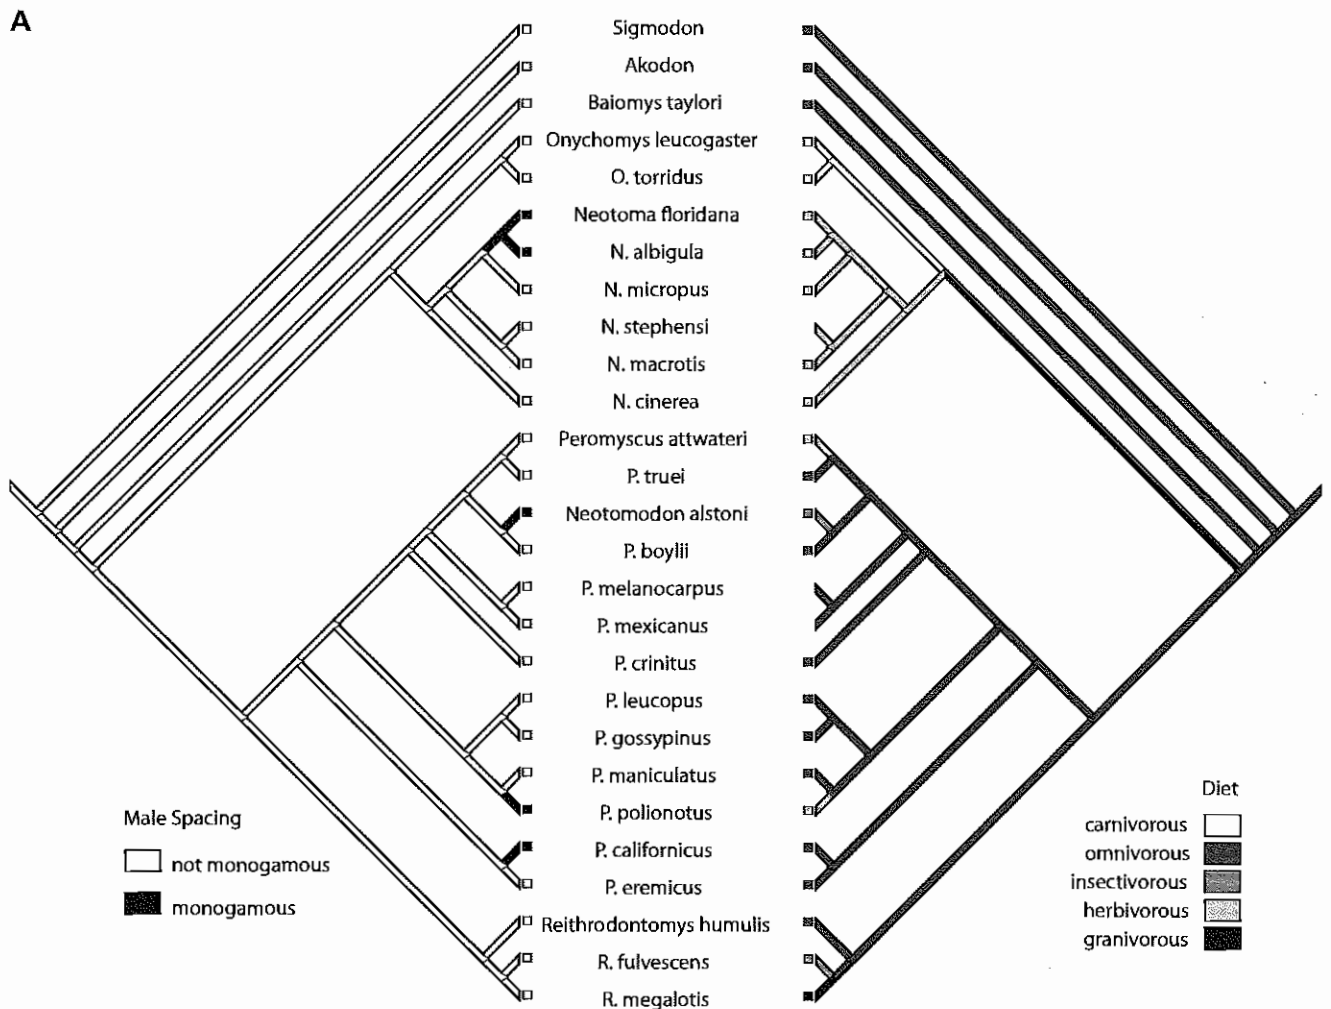 A
Sigmodon
Akodon
Baiomys taylori
Onychomys leucogaster
O. torridus
Neotoma floridana
N. albigula
N. micropus
N. stephensi
N. macrotis
N. cinerea
Peromyscus attwateri
P. truei
Neotomodon alstoni
P. boylii
P. melanocarpus
P. mexicanus
P. crinitus
P. leucopus
P. gossypinus
P. maniculatus
P. polionotus
P. californicus
P. eremicus
Reithrodontomys humulis
R. fulvescens
R. megalotis
Male Spacing
not monogamous
monogamous
Diet
carnivorous
omnivorous
insectivorous
herbivorous
granivorous